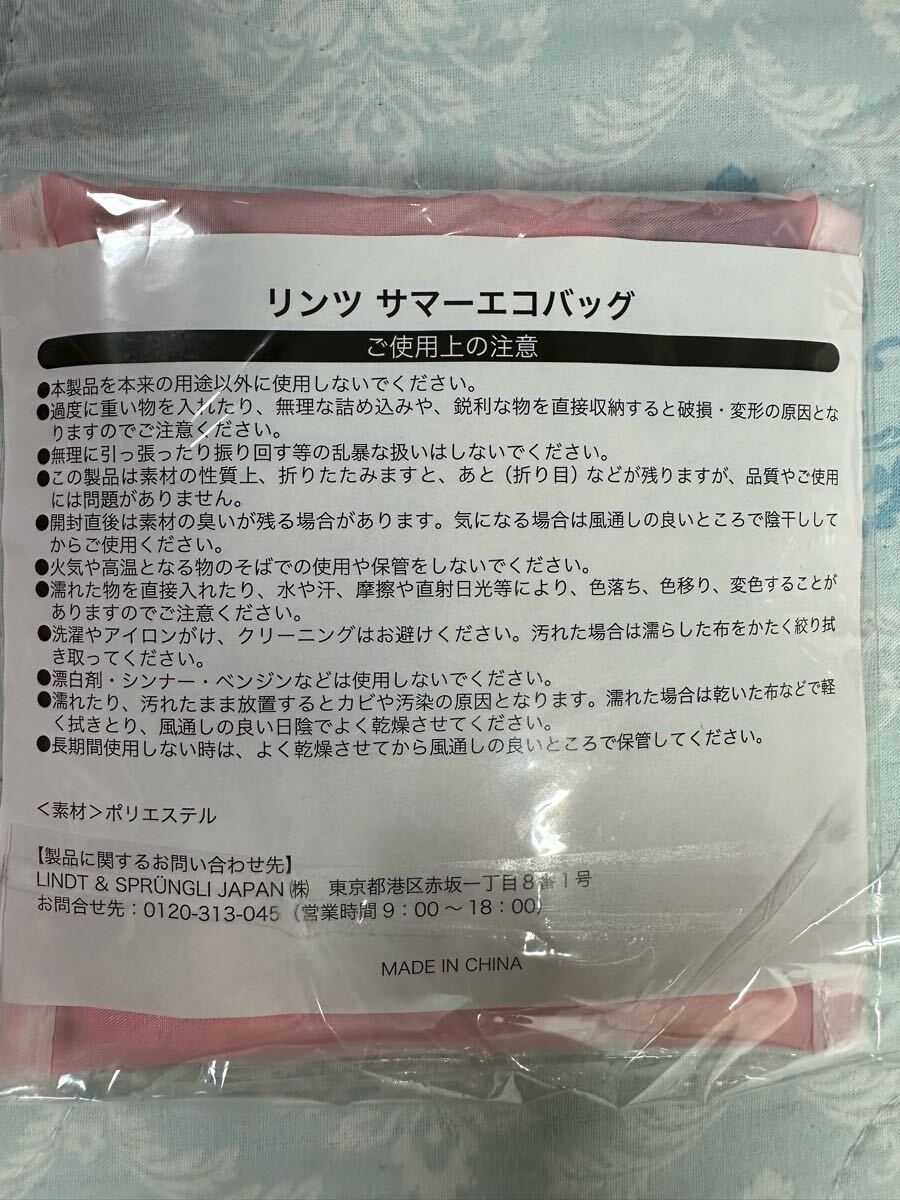 リンツ サマーエコバッグ
ご使用上の注意
●本製品を本来の用途以外に使用しないでください。
●過度に重い物を入れたり、無理な詰め込みや、鋭利な物を直接収納すると破損・変形の原因とな
りますのでご注意ください。
●無理に引っ張ったり振り回す等の乱暴な扱いはしないでください。
●この製品は素材の性質上、折りたたみますと、あと（折り目）などが残りますが、品質やご使用
には問題がありません。
●開封直後は素材の臭いが残る場合があります。気になる場合は風通しの良いところで陰干しして
からご使用ください。
●火気や高温となる物のそばでの使用や保管をしないでください。
●濡れた物を直接入れたり、水や汗、摩擦や直射日光等により、色落ち、色移り、変色することが
ありますのでご注意ください。
●洗濯やアイロンがけ、クリーニングはお避けください。汚れた場合は濡らした布をかたく絞り拭
き取ってください。
●漂白剤・シンナー・ベンジンなどは使用しないでください。
●濡れたり、汚れたまま放置するとカビや汚染の原因となります。濡れた場合は乾いた布などで軽
く拭きとり、風通しの良い日陰でよく乾燥させてください。
●長期間使用しない時は、よく乾燥させてから風通しの良いところで保管してください。
＜素材＞ポリエステル
【製品に関するお問い合わせ先】
LINDT & SPRÜNGLI JAPAN ㈱　東京都港区赤坂一丁目8番1号
お問合せ先：0120-313-045（営業時間9：00〜18：00）
MADE IN CHINA